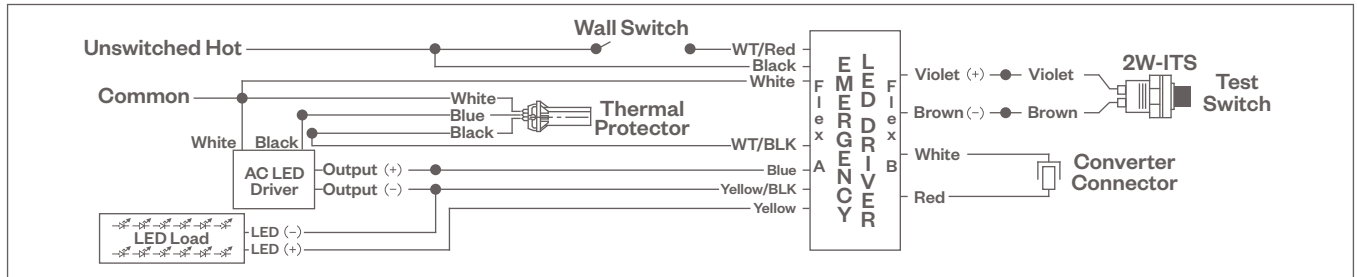 Unswitched Hot
Wall Switch
WT/Red
Black
White
Common
White
Blue
Black
Thermal
Protector
White
Black
WT/BLK
AC LED
Driver
Output (+)
Output (-)
Blue
Yellow/BLK
Yellow
LED Load
LED (-)
LED (+)
Flex A
EMERGENCY
LED DRIVER
Flex B
Violet (+)
Violet
Brown (-)
Brown
2W-ITS
Test
Switch
White
Red
Converter
Connector